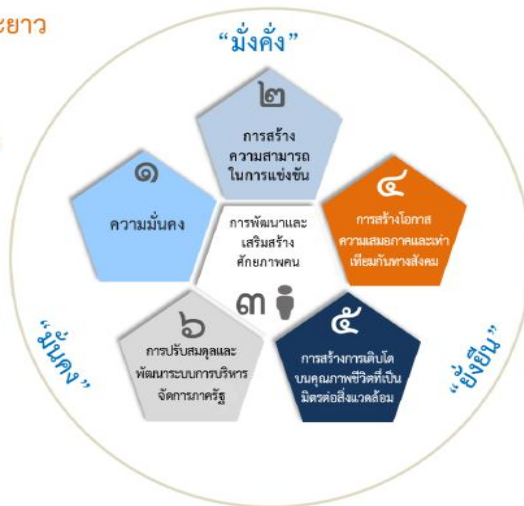 ะยาว
“มั่งคั่ง”
๒
การสร้าง
ความสามารถ
ในการแข่งขัน
๑
ความมั่นคง
๔
การสร้างโอกาส
ความเสมอภาคและเท่า
เทียมกันทางสังคม
การพัฒนาและ
เสริมสร้าง
ศักยภาพคน
๓
๖
การปรับสมดุลและ
พัฒนาระบบการบริหาร
จัดการภาครัฐ
๕
การสร้างการเติบโต
บนคุณภาพชีวิตที่เป็น
มิตรต่อสิ่งแวดล้อม
“มั่นคง”
“ยั่งยืน”